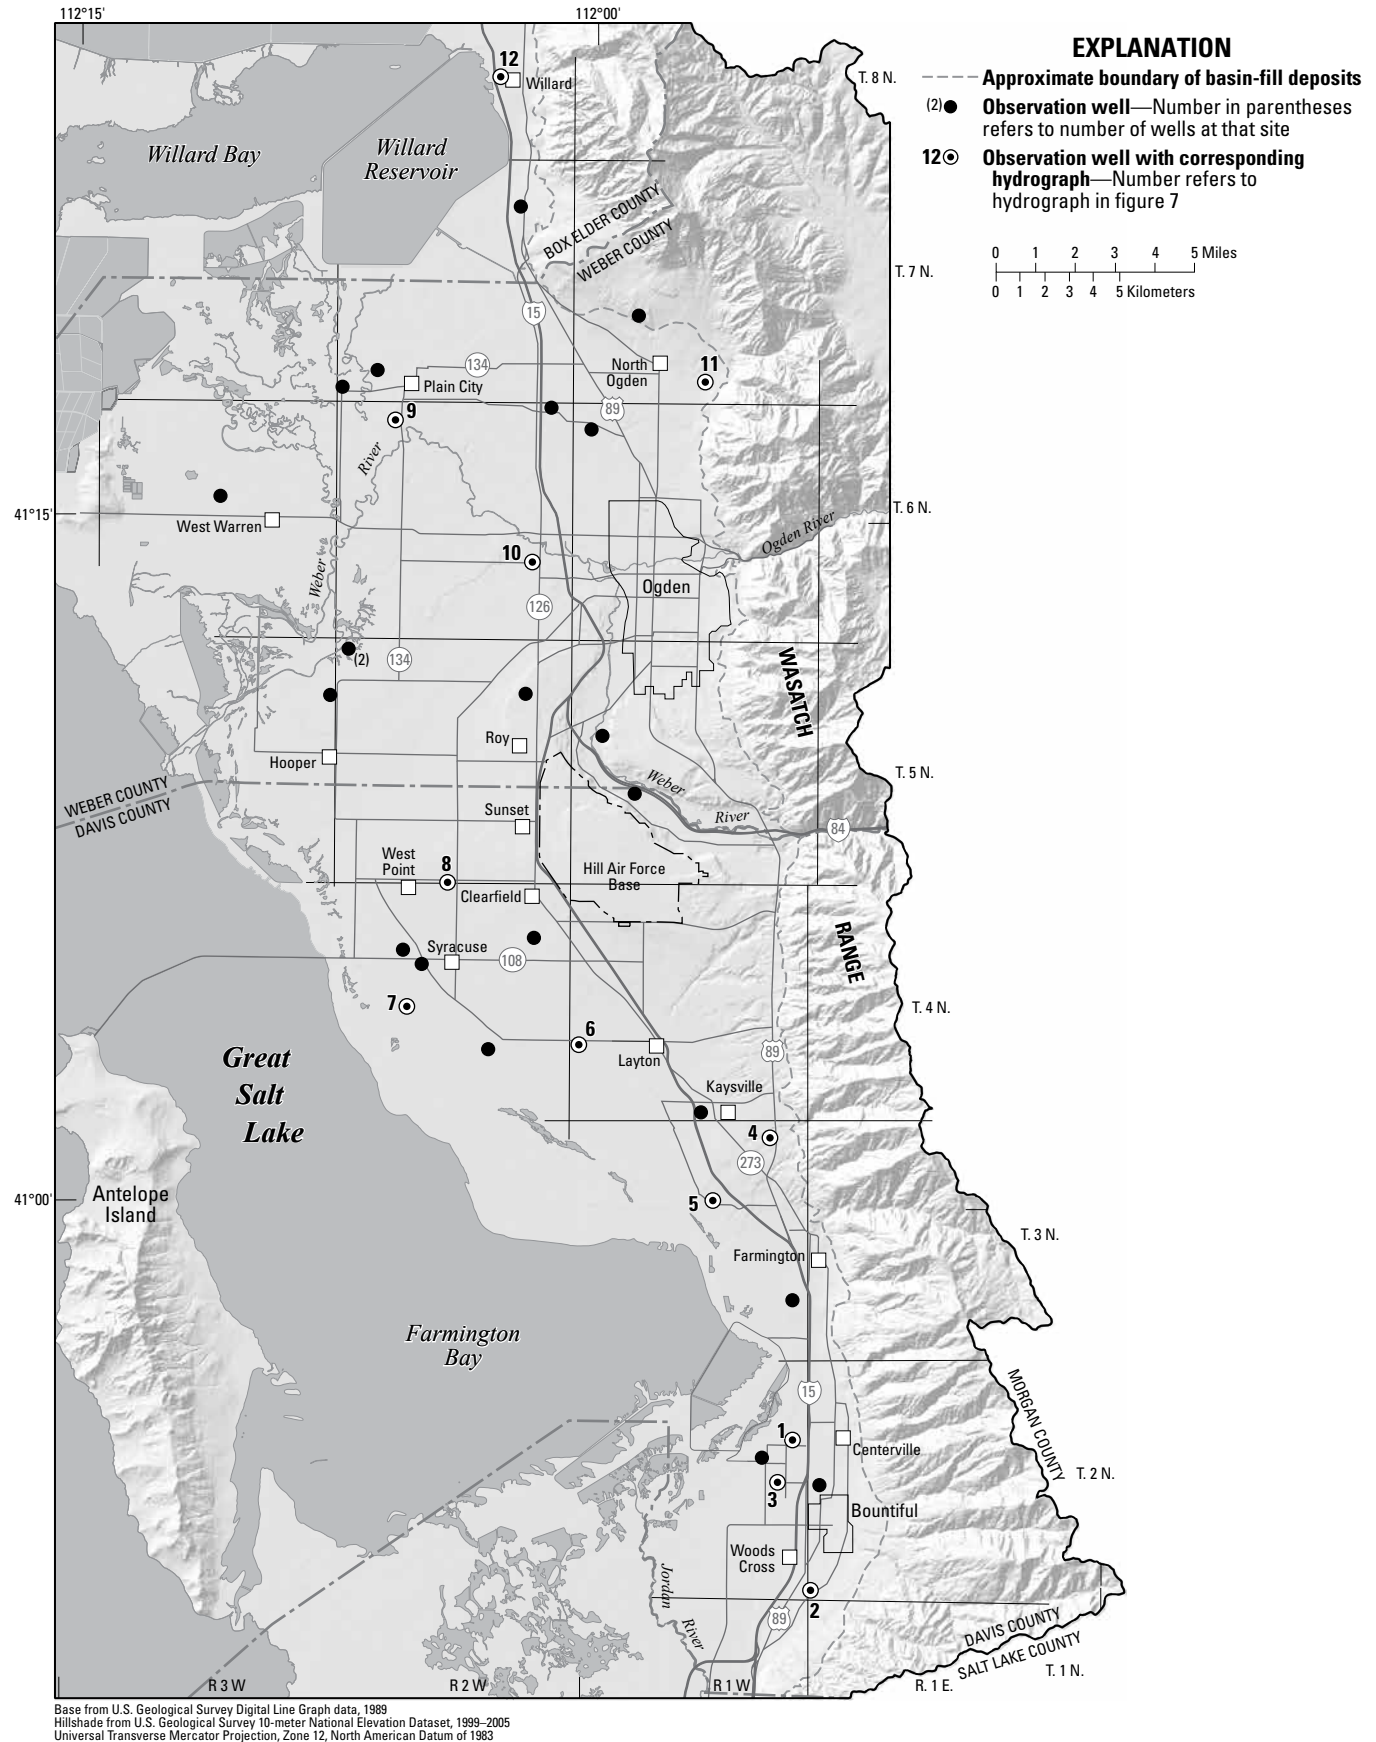 112°15'
112°00'
EXPLANATION
Approximate boundary of basin-fill deposits
(2) Observation well—Number in parentheses
refers to number of wells at that site
12 Observation well with corresponding
hydrograph—Number refers to
hydrograph in figure 7
0 1 2 3 4 5 Miles
0 1 2 3 4 5 Kilometers
T. 8 N.
12
Willard
Willard Bay
Willard
Reservoir
BOX ELDER COUNTY
WEBER COUNTY
T. 7 N.
15
134
North
Ogden
11
Plain City
9
89
River
41°15'
West Warren
T. 6 N.
Ogden River
10
Weber
Ogden
126
(2)
134
WASATCH
Roy
Hooper
T. 5 N.
WEBER COUNTY
DAVIS COUNTY
Weber
River
Sunset
84
West
Point
8
Hill Air Force
Base
Clearfield
RANGE
Syracuse
108
7
T. 4 N.
6
Great
Salt
Lake
Layton
89
Kaysville
4
273
41°00'
Antelope
Island
5
T. 3 N.
Farmington
Farmington
Bay
MORGAN COUNTY
15
1
Centerville
T. 2 N.
3
Bountiful
Woods
Cross
Jordan
River
2
89
DAVIS COUNTY
SALT LAKE COUNTY
T. 1 N.
R 3 W
R 2 W
R 1 W
R. 1 E.
Base from U.S. Geological Survey Digital Line Graph data, 1989
Hillshade from U.S. Geological Survey 10-meter National Elevation Dataset, 1999–2005
Universal Transverse Mercator Projection, Zone 12, North American Datum of 1983